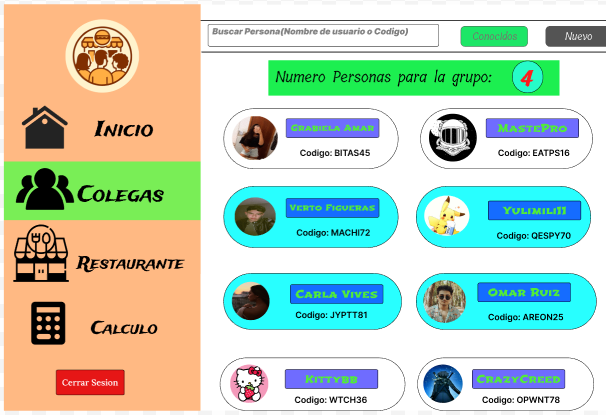 Buscar Persona(Nombre de usuario o Codigo)
Conocidos
Nuevo
Numero Personas para la grupo: 4
Inicio
Colegas
Restaurante
Calculo
Cerrar Sesion
Grabiela Amar
Codigo: BITAS45
MastePro
Codigo: EATPS16
Verto Figueras
Codigo: MACHI72
Yulimili11
Codigo: QESPY70
Carla Vives
Codigo: JYPTT81
Omar Ruiz
Codigo: AREON25
KittyBB
Codigo: WTCH36
CrazyCreed
Codigo: OPWNT78